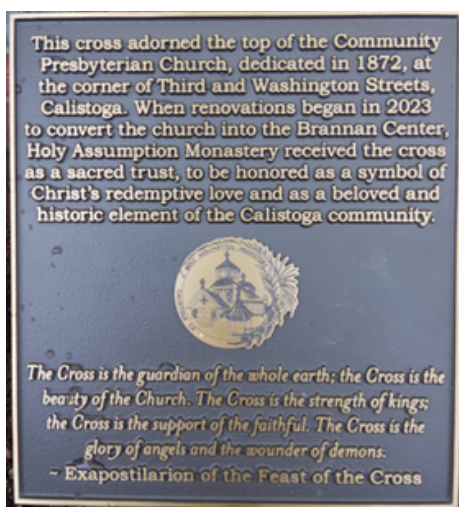 This cross adorned the top of the Community
Presbyterian Church, dedicated in 1872, at
the corner of Third and Washington Streets,
Calistoga. When renovations began in 2023
to convert the church into the Brannan Center,
Holy Assumption Monastery received the cross
as a sacred trust, to be honored as a symbol of
Christ's redemptive love and as a beloved and
historic element of the Calistoga community.
HOLY ASSUMPTION MONASTERY
The Cross is the guardian of the whole earth; the Cross is the
beauty of the Church. The Cross is the strength of kings;
the Cross is the support of the faithful. The Cross is the
glory of angels and the wounder of demons.
~ Exapostilarion of the Feast of the Cross